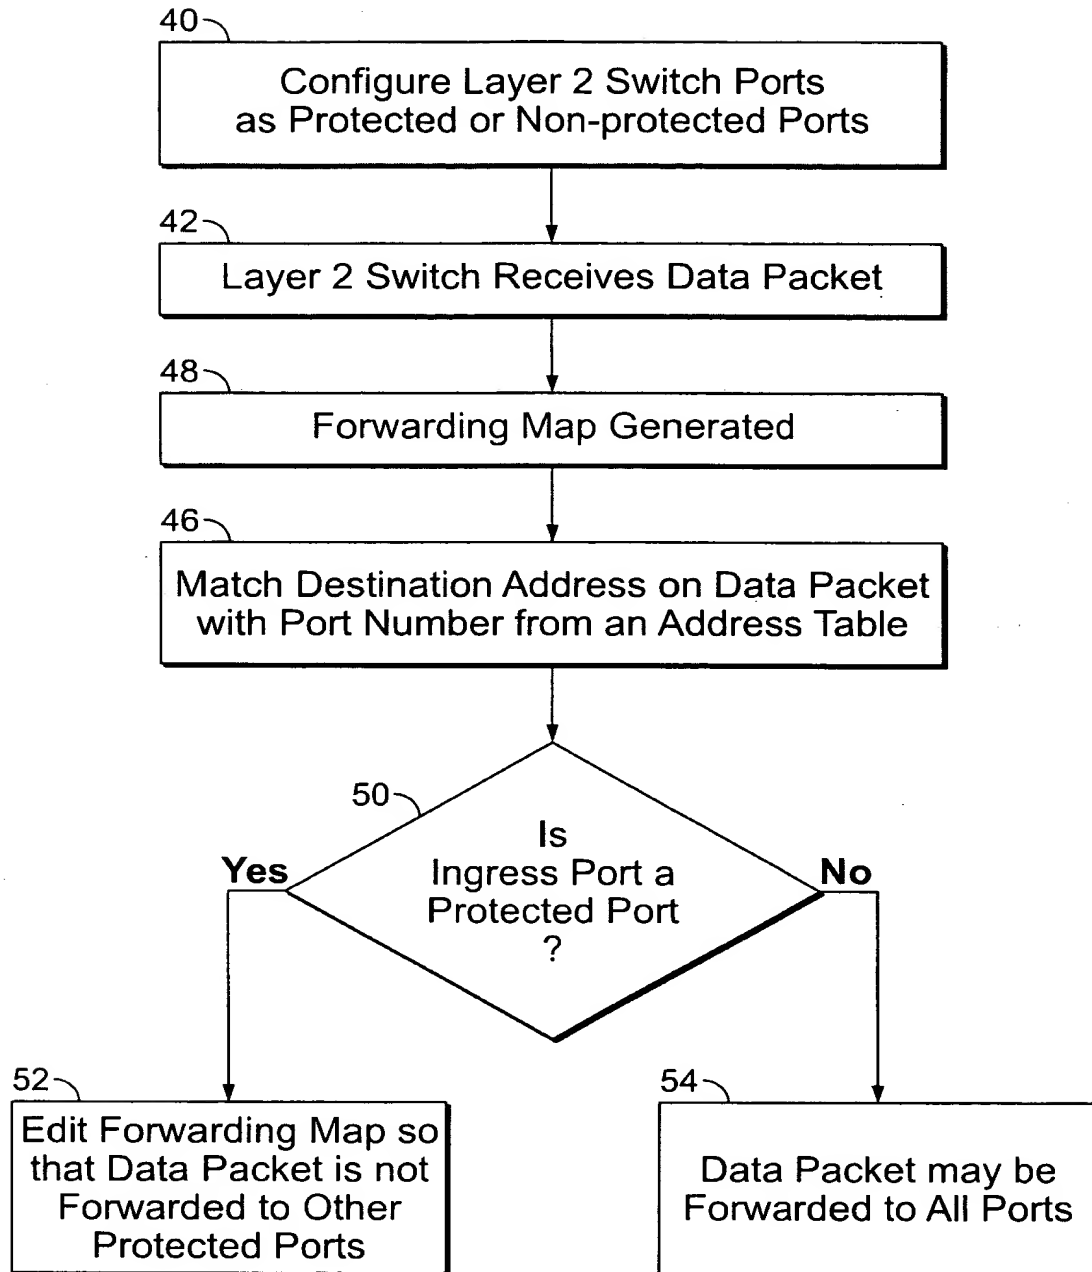 40
Configure Layer 2 Switch Ports
as Protected or Non-protected Ports
42
Layer 2 Switch Receives Data Packet
48
Forwarding Map Generated
46
Match Destination Address on Data Packet
with Port Number from an Address Table
50
Is
Ingress Port a
Protected Port
?
Yes
No
52
Edit Forwarding Map so
that Data Packet is not
Forwarded to Other
Protected Ports
54
Data Packet may be
Forwarded to All Ports